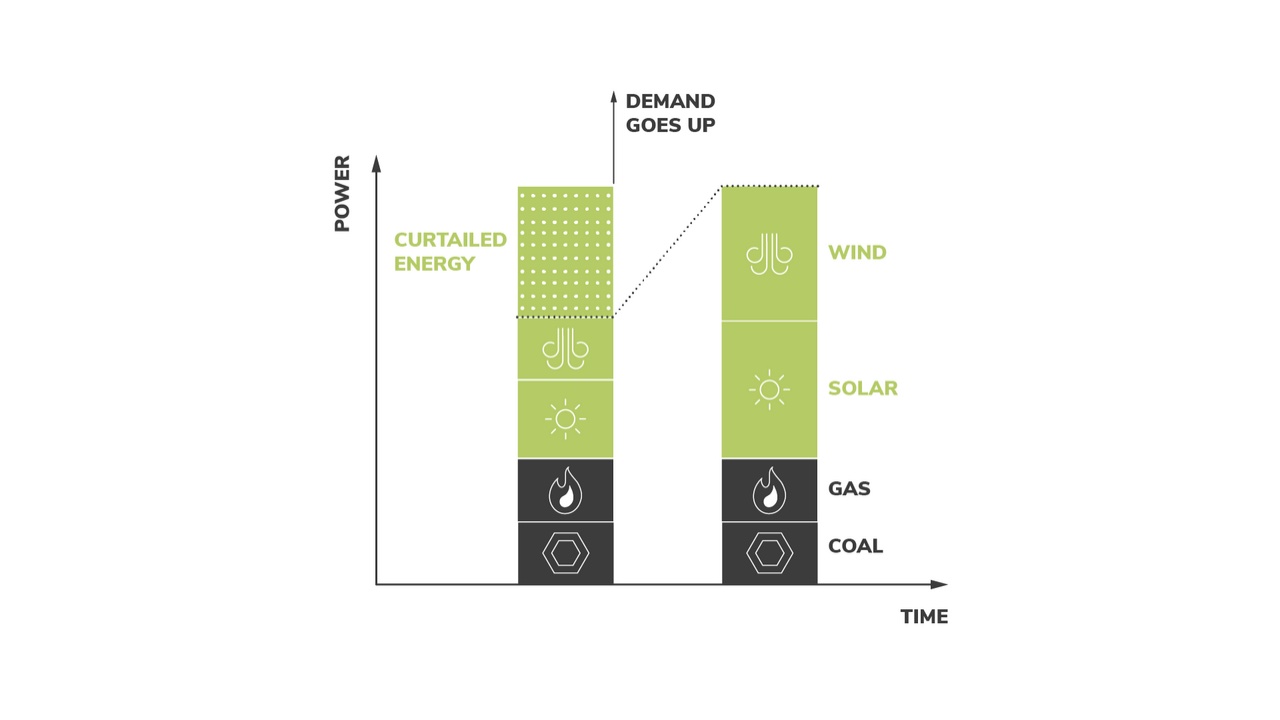 DEMAND
GOES UP
POWER
CURTAILED
ENERGY
WIND
SOLAR
GAS
COAL
TIME